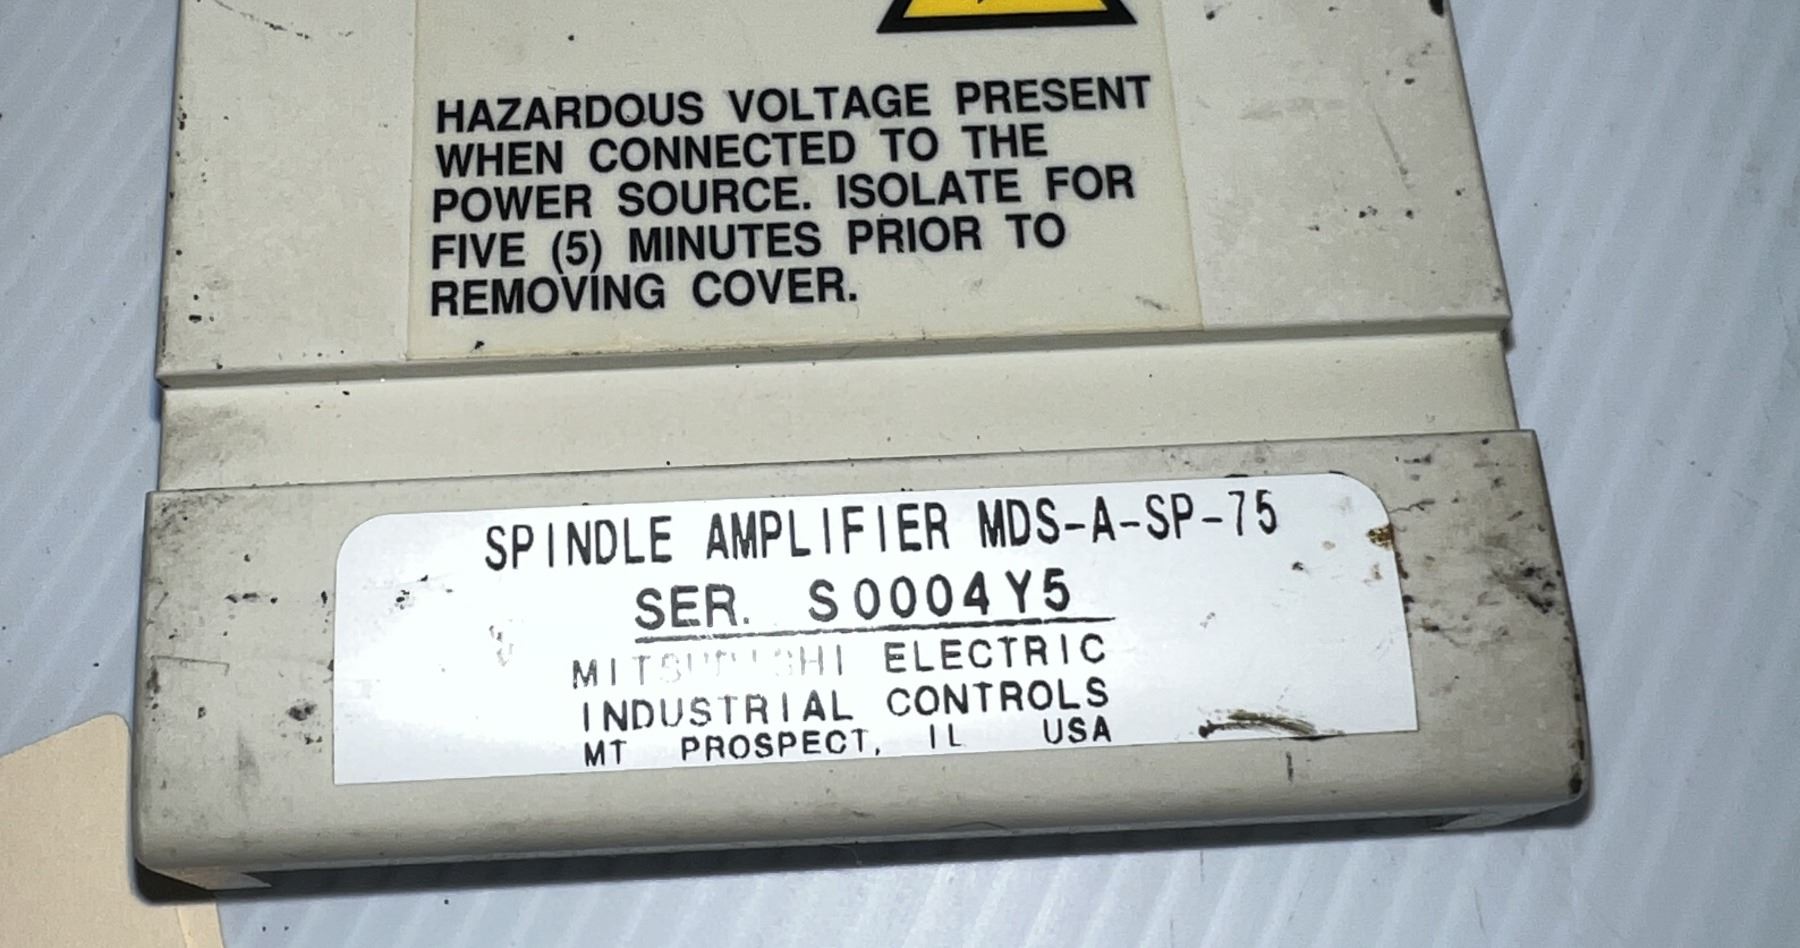 HAZARDOUS VOLTAGE PRESENT
WHEN CONNECTED TO THE
POWER SOURCE. ISOLATE FOR
FIVE (5) MINUTES PRIOR TO
REMOVING COVER.
SPINDLE AMPLIFIER MDS-A-SP-75
SER. S0004Y5
MITSUBISHI ELECTRIC
INDUSTRIAL CONTROLS
MT PROSPECT, IL USA